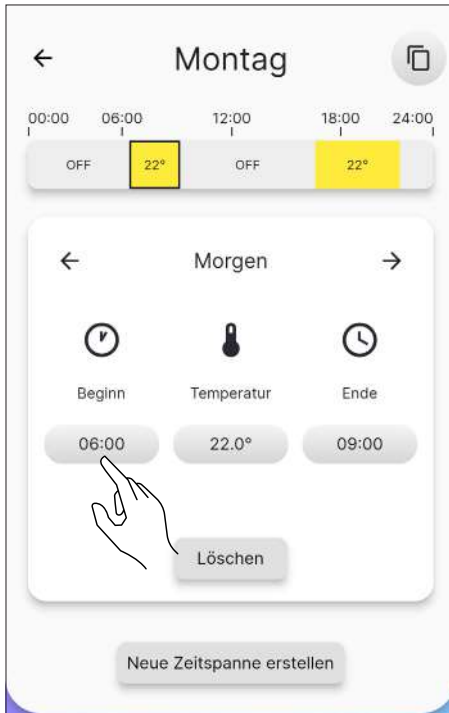 Montag
00:00 06:00 12:00 18:00 24:00
OFF 22° OFF 22°
Morgen
Beginn Temperatur Ende
06:00 22.0° 09:00
Löschen
Neue Zeitspanne erstellen